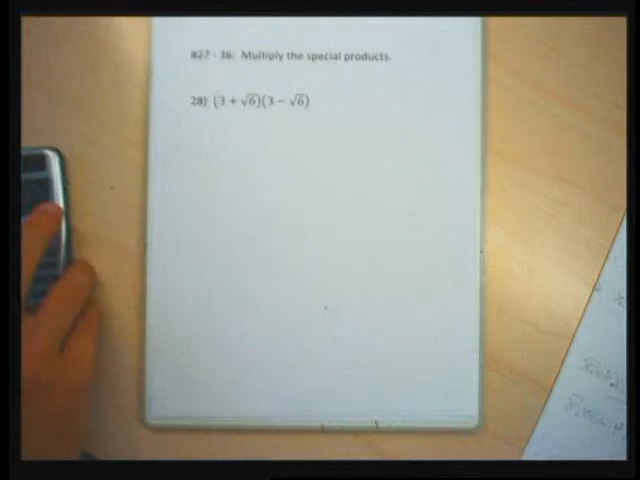 #27 - 36: Multiply the special products.
28) (3 + √6)(3 − √6)